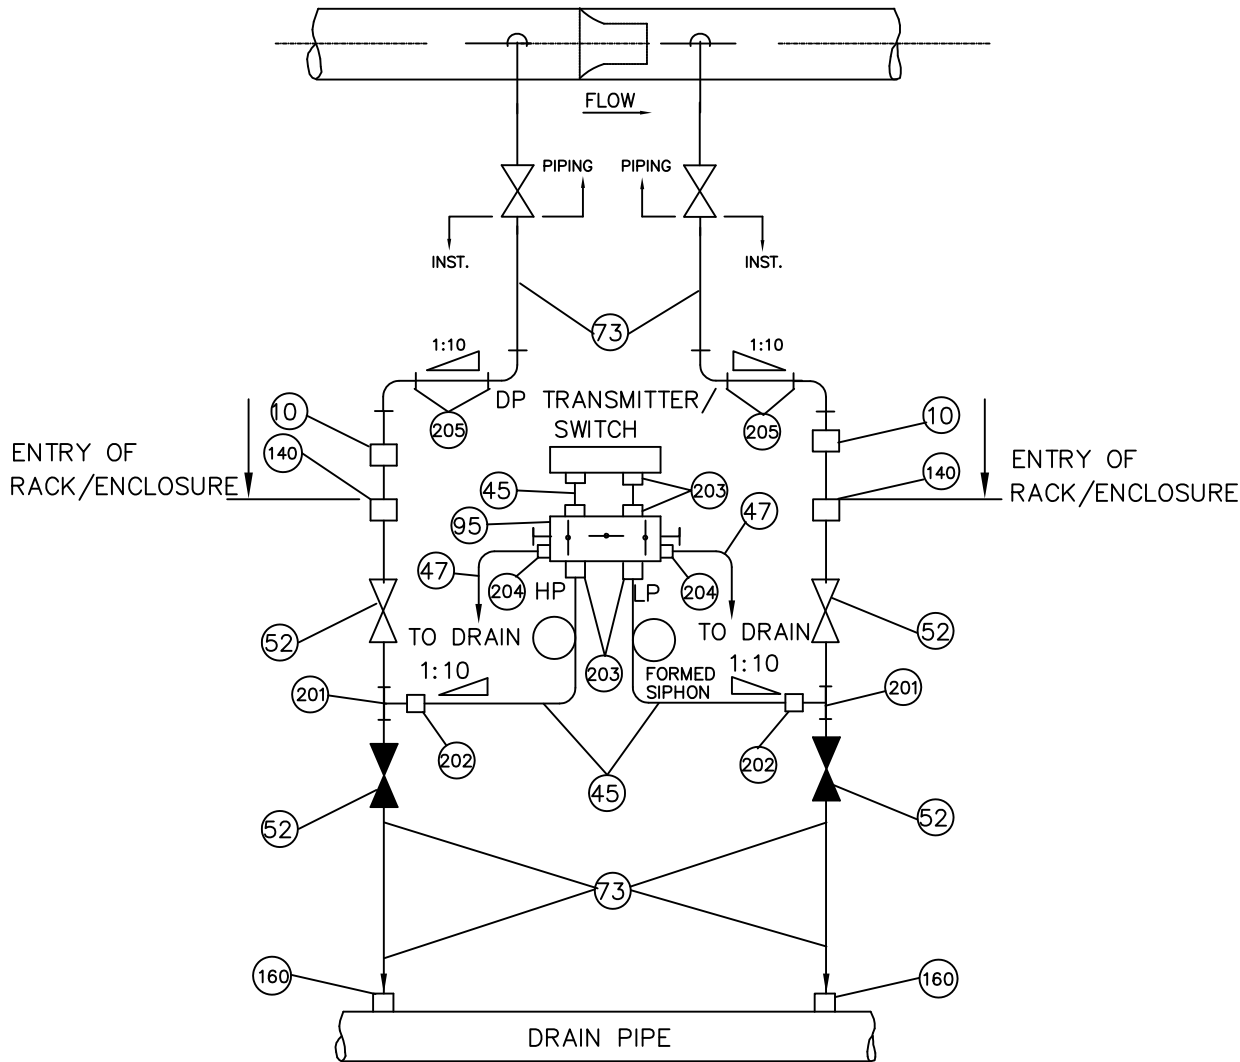 FLOW
PIPING PIPING
INST. INST.
73
1:10 1:10
205 205
DP TRANSMITTER/
SWITCH
10 10
140 140
ENTRY OF
RACK/ENCLOSURE
ENTRY OF
RACK/ENCLOSURE
45 203
95 47
47
204 HP LP 204
52 52
TO DRAIN TO DRAIN
203
1:10 1:10
FORMED
SIPHON
201 201
202 202
45
52 52
73
160 160
DRAIN PIPE